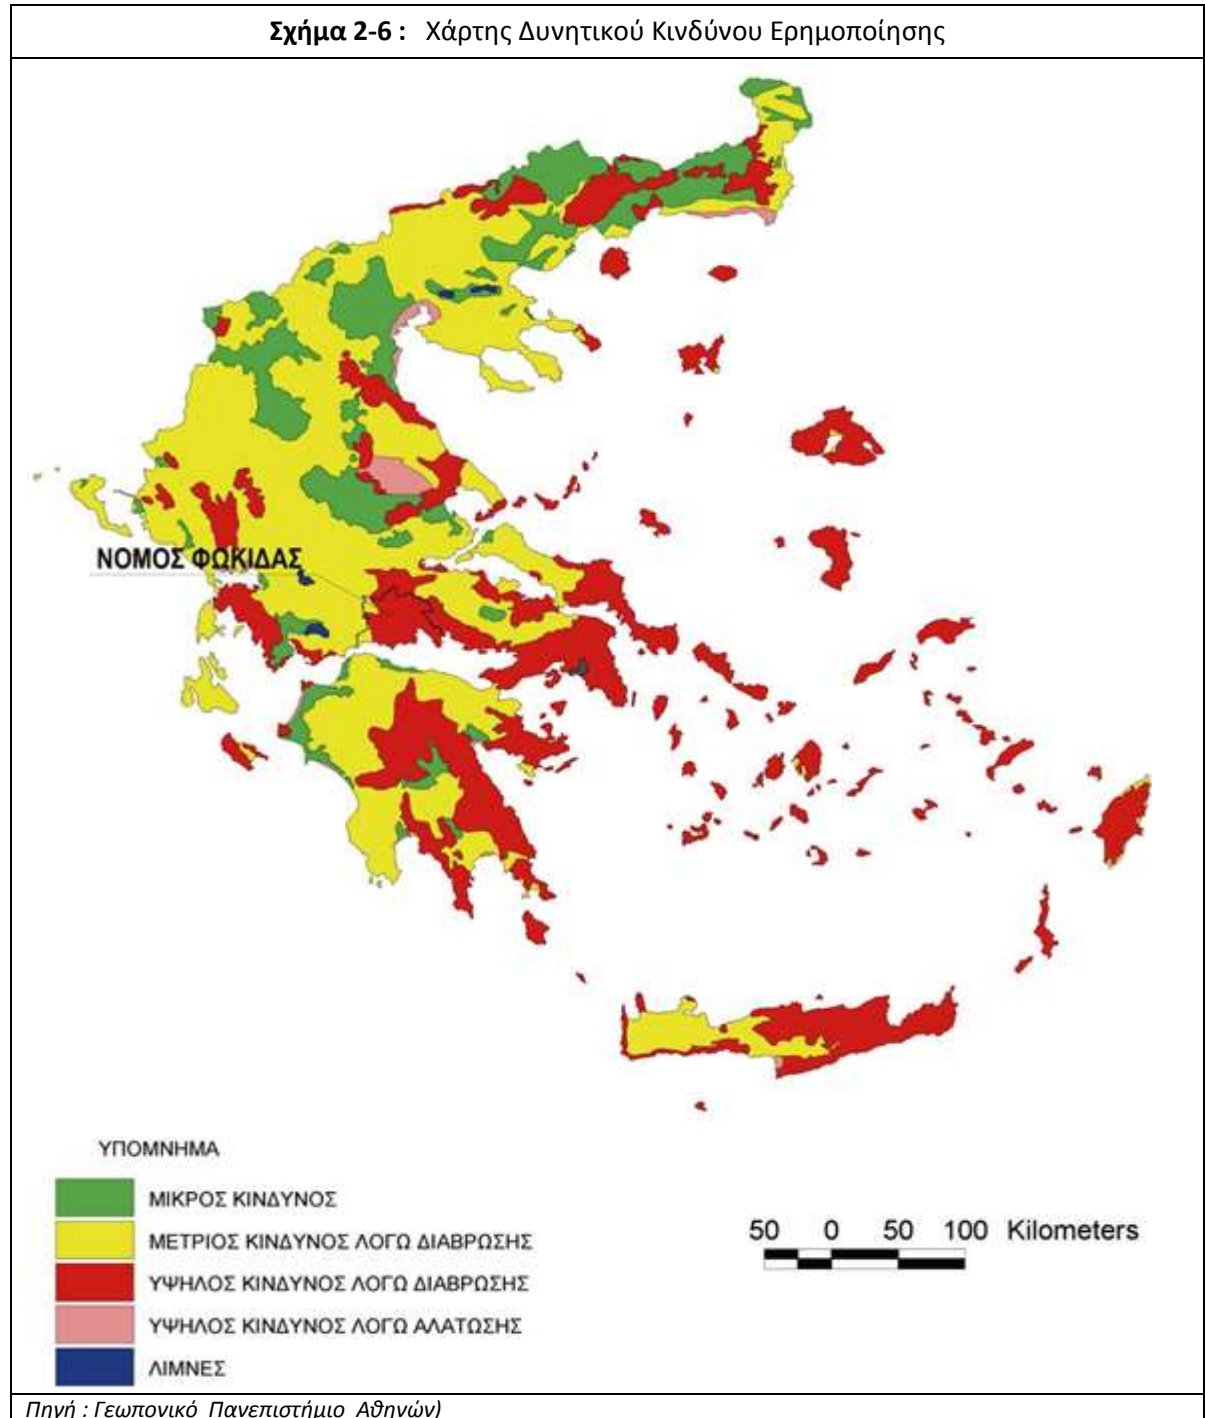 Σχήμα 2-6 : Χάρτης Δυνητικού Κινδύνου Ερημοποίησης
ΝΟΜΟΣ ΦΩΚΙΔΑΣ
ΥΠΟΜΝΗΜΑ
ΜΙΚΡΟΣ ΚΙΝΔΥΝΟΣ
ΜΕΤΡΙΟΣ ΚΙΝΔΥΝΟΣ ΛΟΓΩ ΔΙΑΒΡΩΣΗΣ
ΥΨΗΛΟΣ ΚΙΝΔΥΝΟΣ ΛΟΓΩ ΔΙΑΒΡΩΣΗΣ
ΥΨΗΛΟΣ ΚΙΝΔΥΝΟΣ ΛΟΓΩ ΑΛΑΤΩΣΗΣ
ΛΙΜΝΕΣ
50 0 50 100 Kilometers
Πηγή : Γεωπονικό Πανεπιστήμιο Αθηνών)